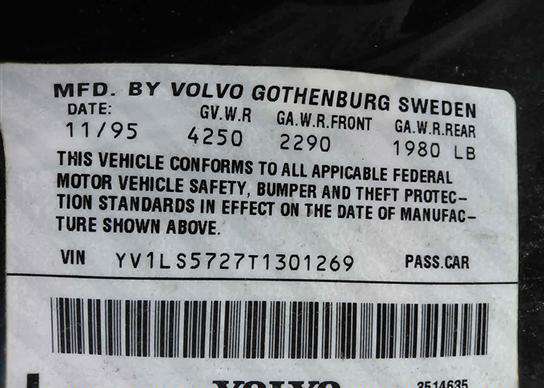 MFD. BY VOLVO GOTHENBURG SWEDEN
DATE: GV.W.R GA.W.R.FRONT GA.W.R.REAR
11/95 4250 2290 1980 LB
THIS VEHICLE CONFORMS TO ALL APPICABLE FEDERAL
MOTOR VEHICLE SAFETY, BUMPER AND THEFT PROTEC-
TION STANDARDS IN EFFECT ON THE DATE OF MANUFAC-
TURE SHOWN ABOVE.
VIN YV1LS5727T1301269 PASS.CAR
VOLVO 3514635